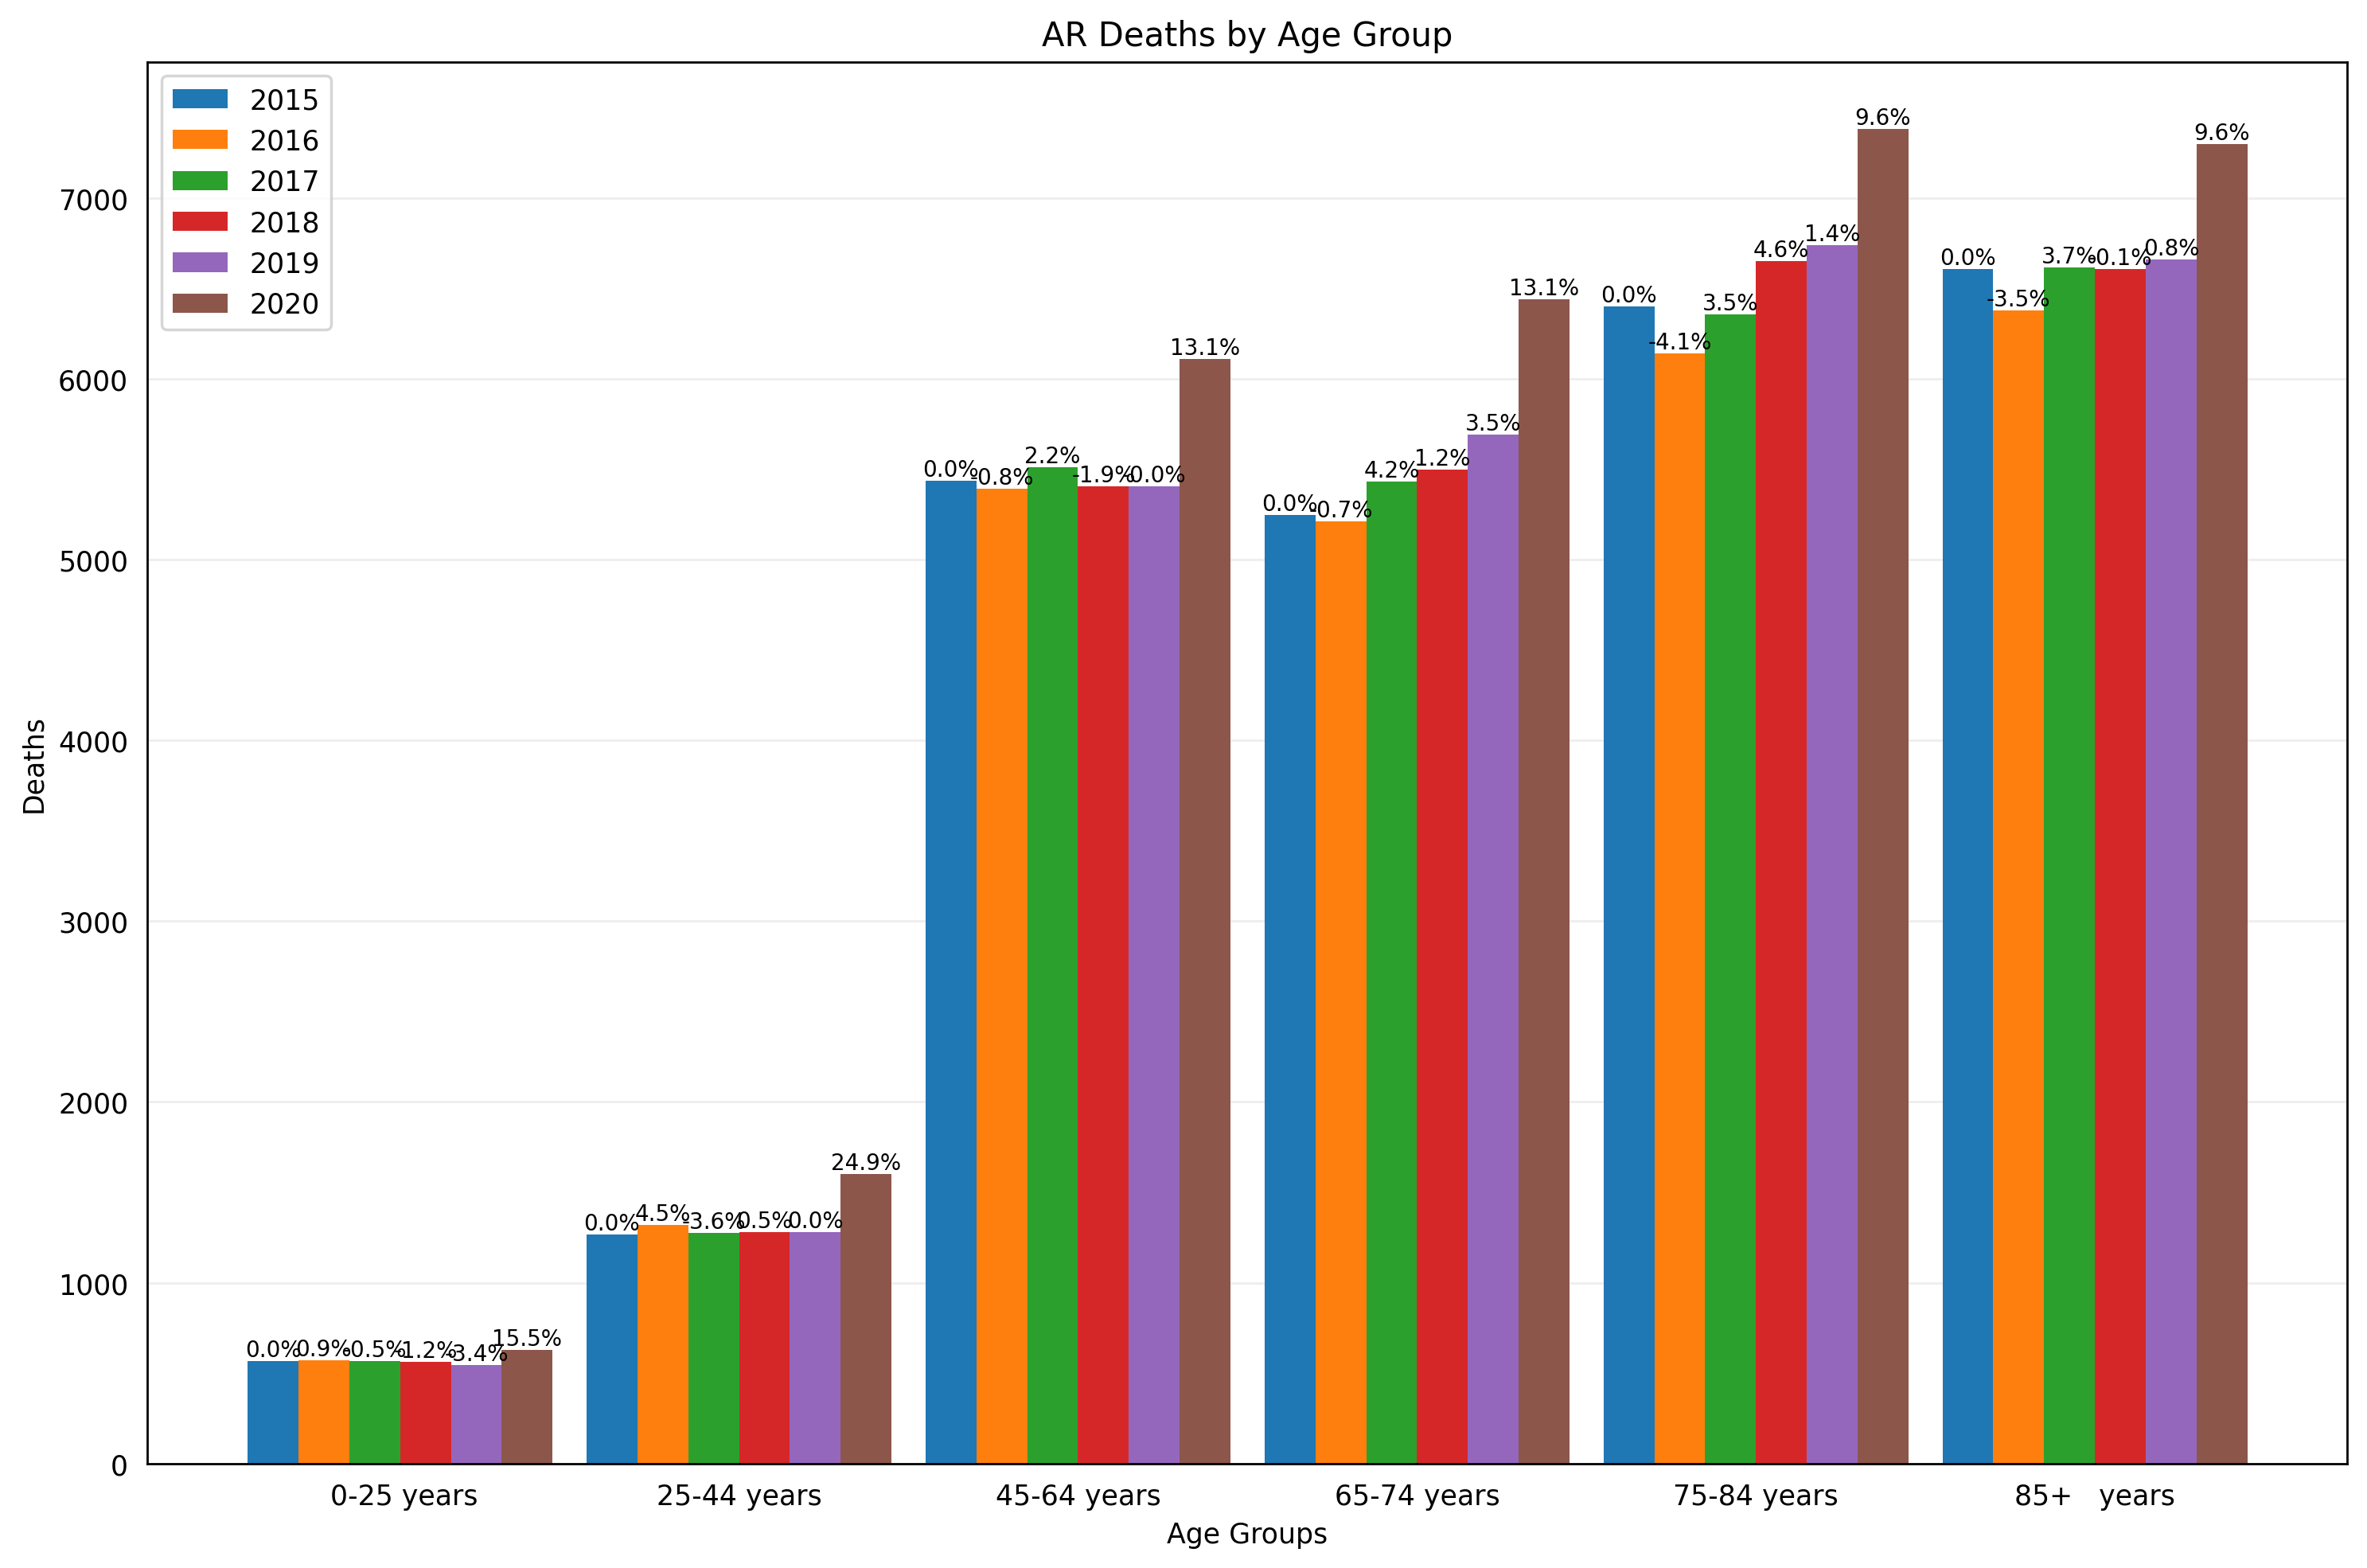 AR Deaths by Age Group
2015
2016
2017
2018
2019
2020
Deaths
7000
6000
5000
4000
3000
2000
1000
0
0.0% 0.9% -0.5% -1.2% -3.4% 15.5%
0.0% 4.5% -3.6% 0.5% 0.0% 24.9%
0.0% -0.8% 2.2% -1.9% 0.0% 13.1%
0.0% -0.7% 4.2% 1.2% 3.5% 13.1%
0.0% -4.1% 3.5% 4.6% 1.4% 9.6%
0.0% -3.5% 3.7% -0.1% 0.8% 9.6%
0-25 years 25-44 years 45-64 years 65-74 years 75-84 years 85+ years
Age Groups